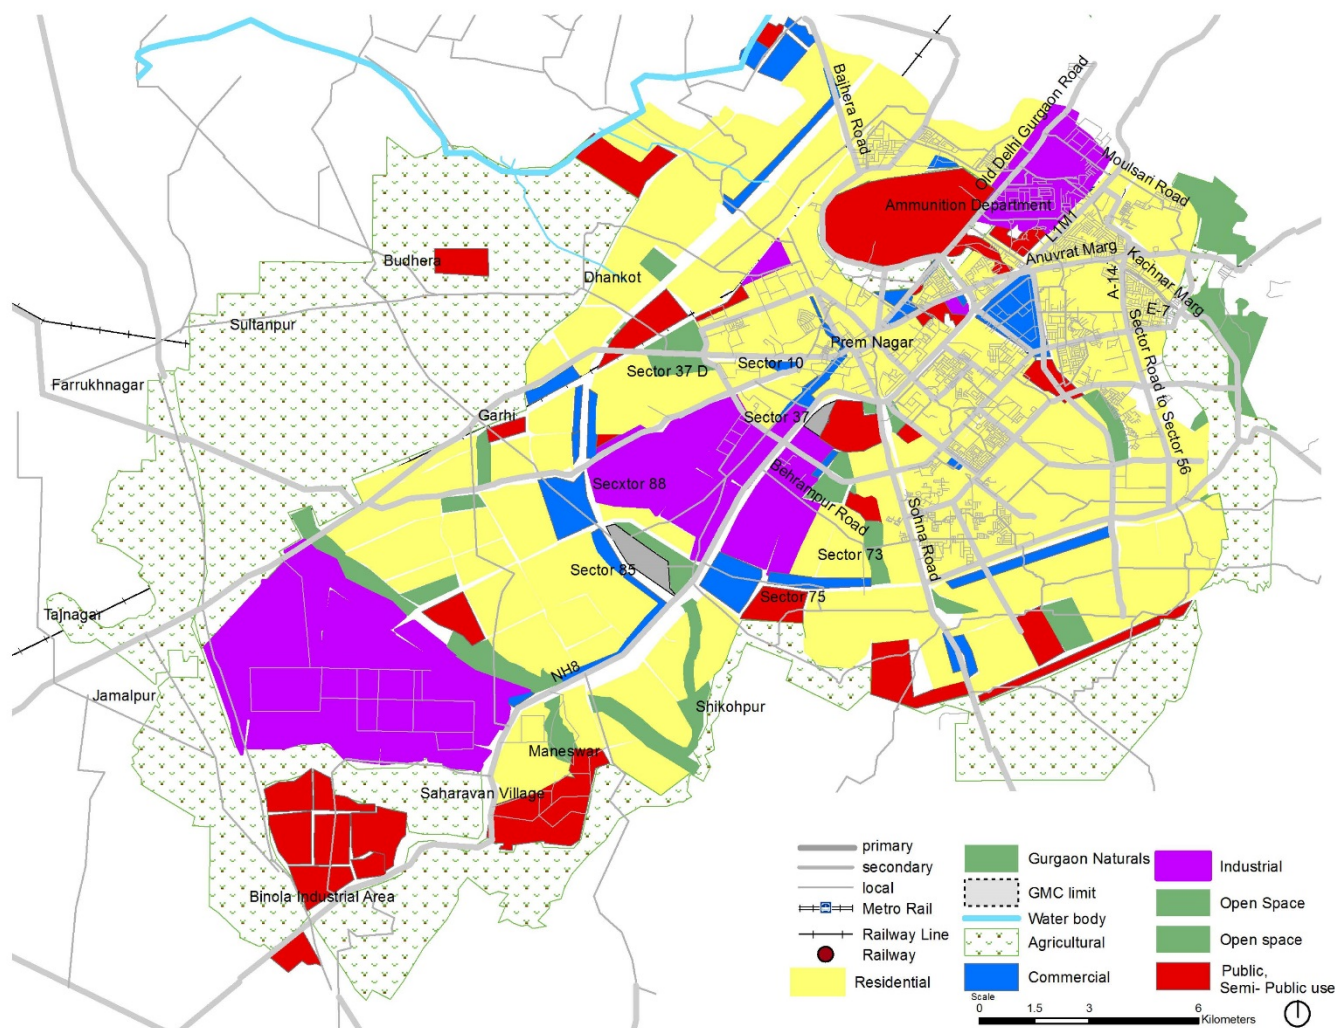 Bajhera Road
Old Delhi Gurgaon Road
Moulsari Road
Ammunition Department
L1M1
Anuvrat Marg
Kachnar Marg
A-14
E-7
Budhera
Dhankot
Sultanpur
Prem Nagar
Farrukhnagar
Sector 37 D
Sector 10
Sector Road to Sector 56
Garhi
Sector 37
Secxtor 88
Behrampur Road
Sohna Road
Sector 73
Sector 85
Sector 75
Tajnagar
NH8
Jamalpur
Shikohpur
Maneswar
Saharavan Village
Binola Industrial Area
primary
secondary
local
Metro Rail
Railway Line
Railway
Residential
Gurgaon Naturals
GMC limit
Water body
Agricultural
Commercial
Industrial
Open Space
Open space
Public,
Semi- Public use
Scale
0 1.5 3 6
Kilometers